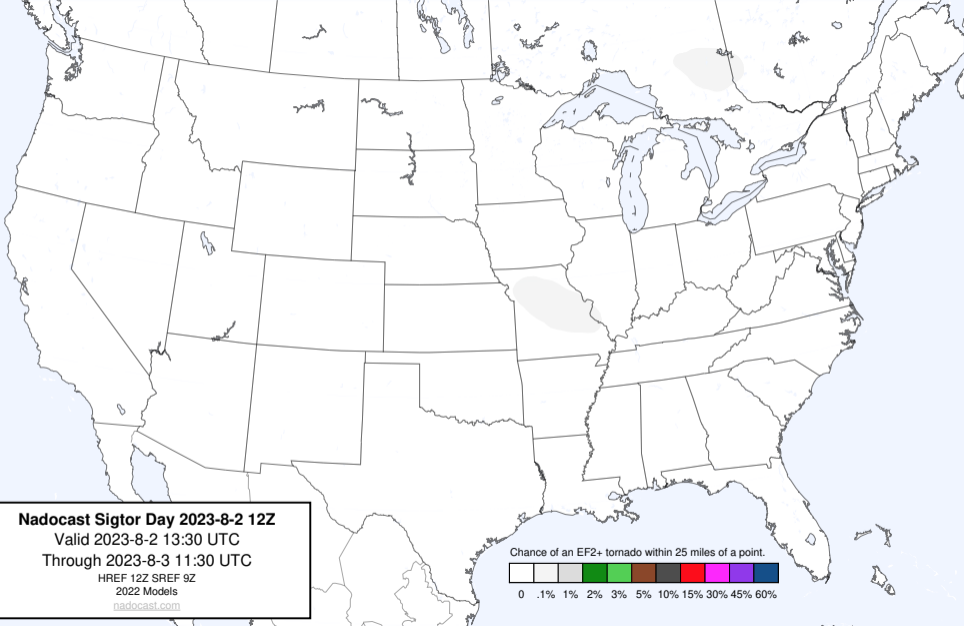 Nadocast Sigtor Day 2023-8-2 12Z
Valid 2023-8-2 13:30 UTC
Through 2023-8-3 11:30 UTC
HREF 12Z SREF 9Z
2022 Models
nadocast.com
Chance of an EF2+ tornado within 25 miles of a point.
0 .1% 1% 2% 3% 5% 10% 15% 30% 45% 60%